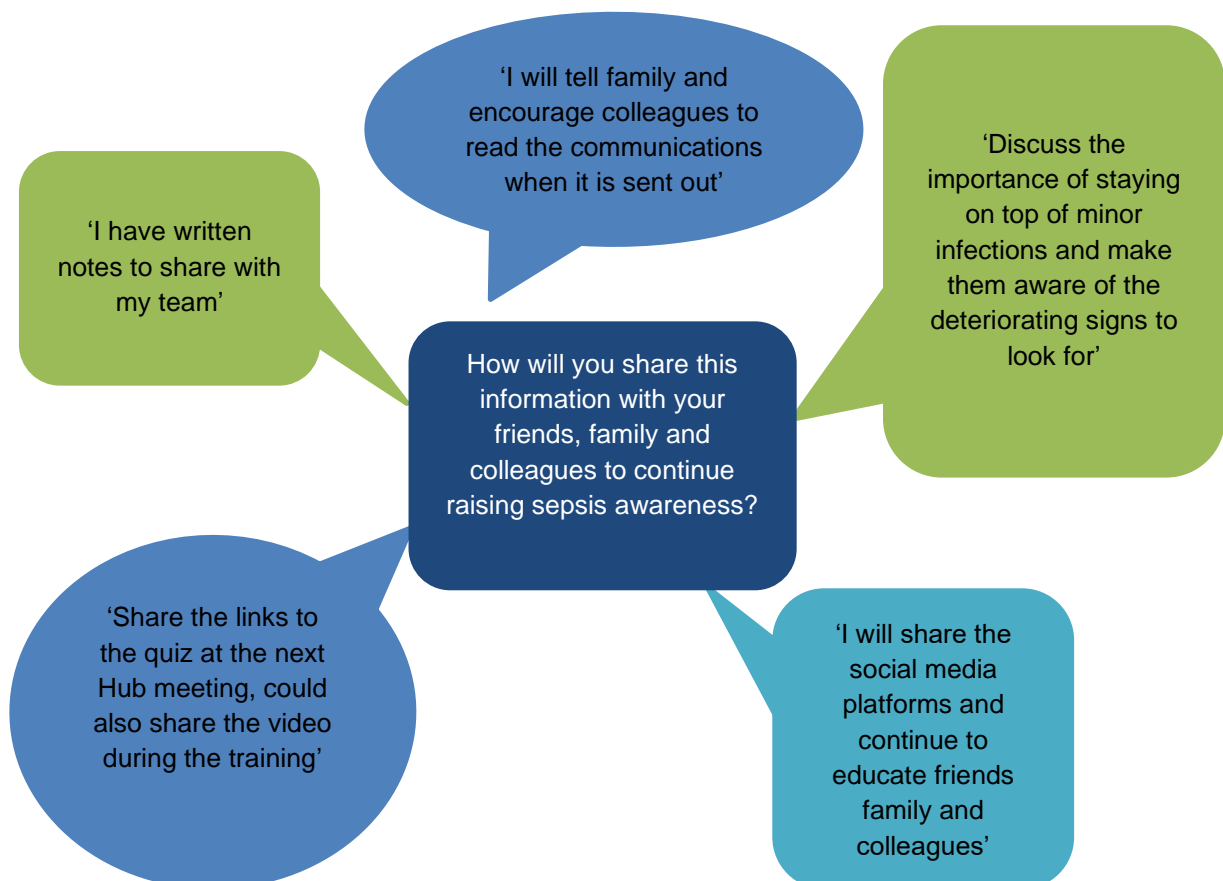 ‘I will tell family and
encourage colleagues to
read the communications
when it is sent out’
‘Discuss the
importance of staying
on top of minor
infections and make
them aware of the
deteriorating signs to
look for’
‘I have written
notes to share with
my team’
How will you share this
information with your
friends, family and
colleagues to continue
raising sepsis awareness?
‘Share the links to
the quiz at the next
Hub meeting, could
also share the video
during the training’
‘I will share the
social media
platforms and
continue to
educate friends
family and
colleagues’